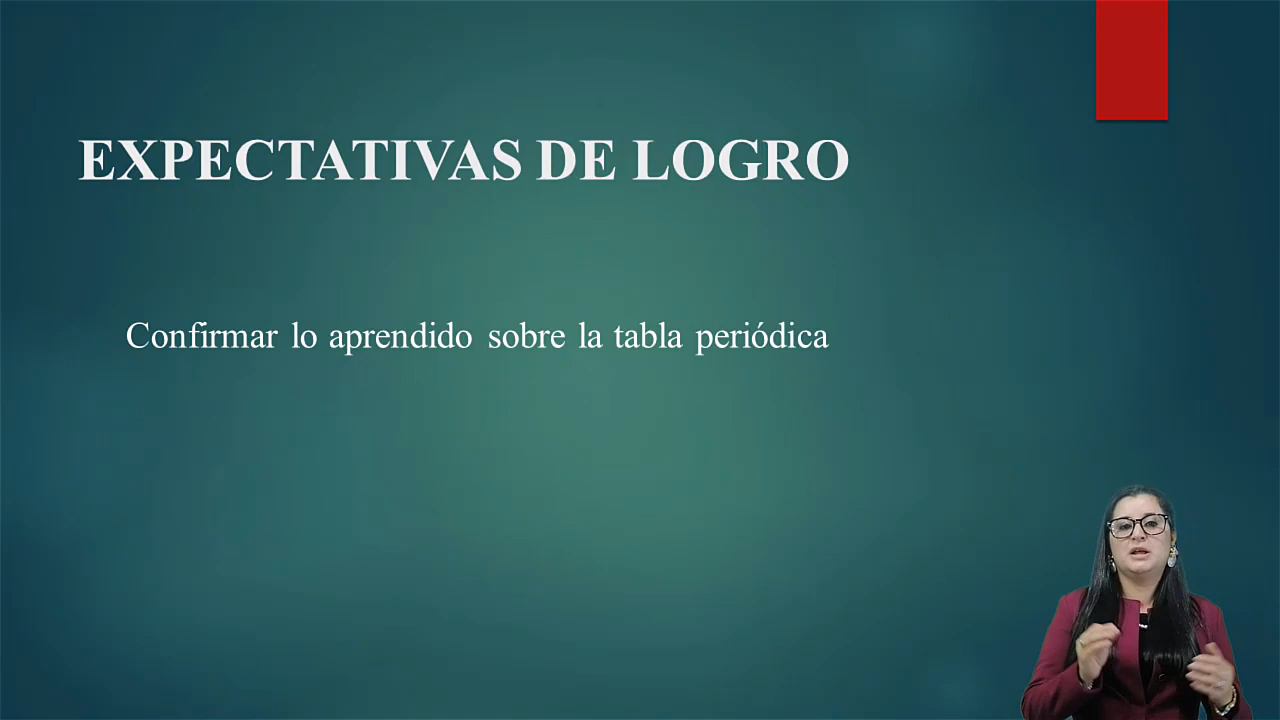 EXPECTATIVAS DE LOGRO
Confirmar lo aprendido sobre la tabla periódica